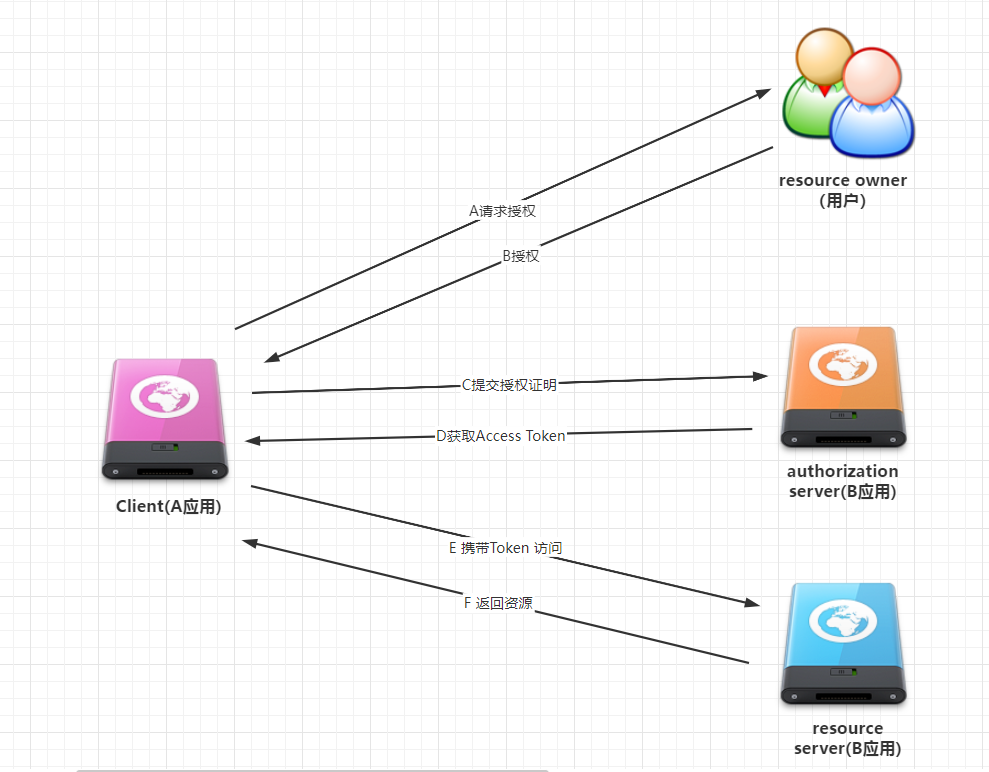 resource owner
（用户）
A请求授权
B授权
C提交授权证明
D获取Access Token
authorization
server(B应用)
Client(A应用)
E 携带Token 访问
F 返回资源
resource
server(B应用)